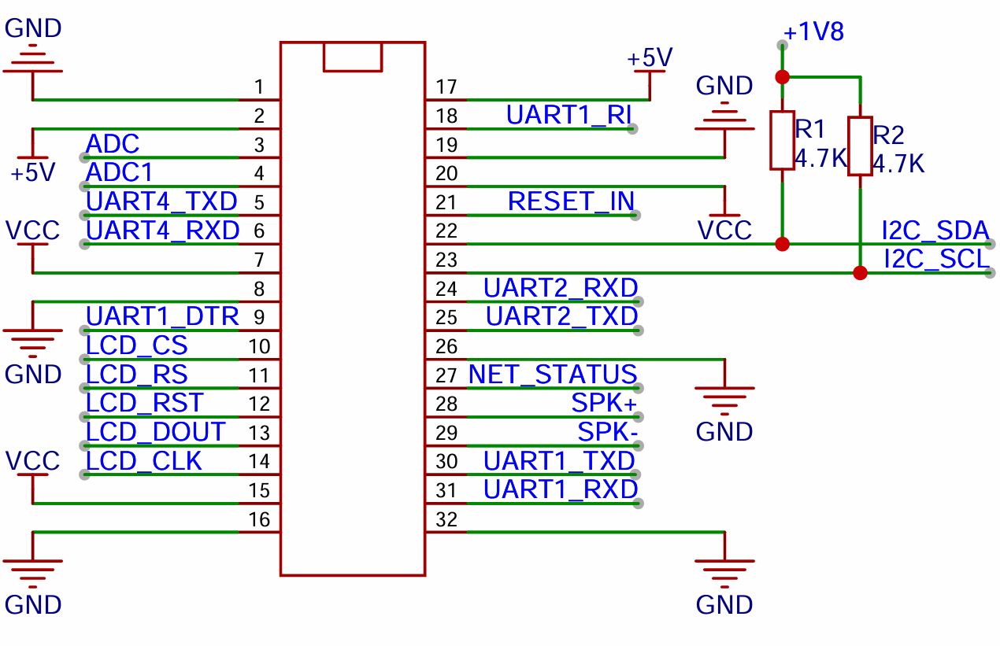 GND
+1V8
+5V
GND
1
17
2
18
UART1_RI
ADC
3
19
R1
R2
+5V
4.7K
4.7K
ADC1
4
20
UART4_TXD
5
21
RESET_IN
VCC
UART4_RXD
6
22
VCC
I2C_SDA
7
23
I2C_SCL
8
24
UART2_RXD
UART1_DTR
9
25
UART2_TXD
LCD_CS
10
26
GND
LCD_RS
11
27
NET_STATUS
LCD_RST
12
28
SPK+
LCD_DOUT
13
29
SPK-
GND
VCC
LCD_CLK
14
30
UART1_TXD
15
31
UART1_RXD
16
32
GND
GND